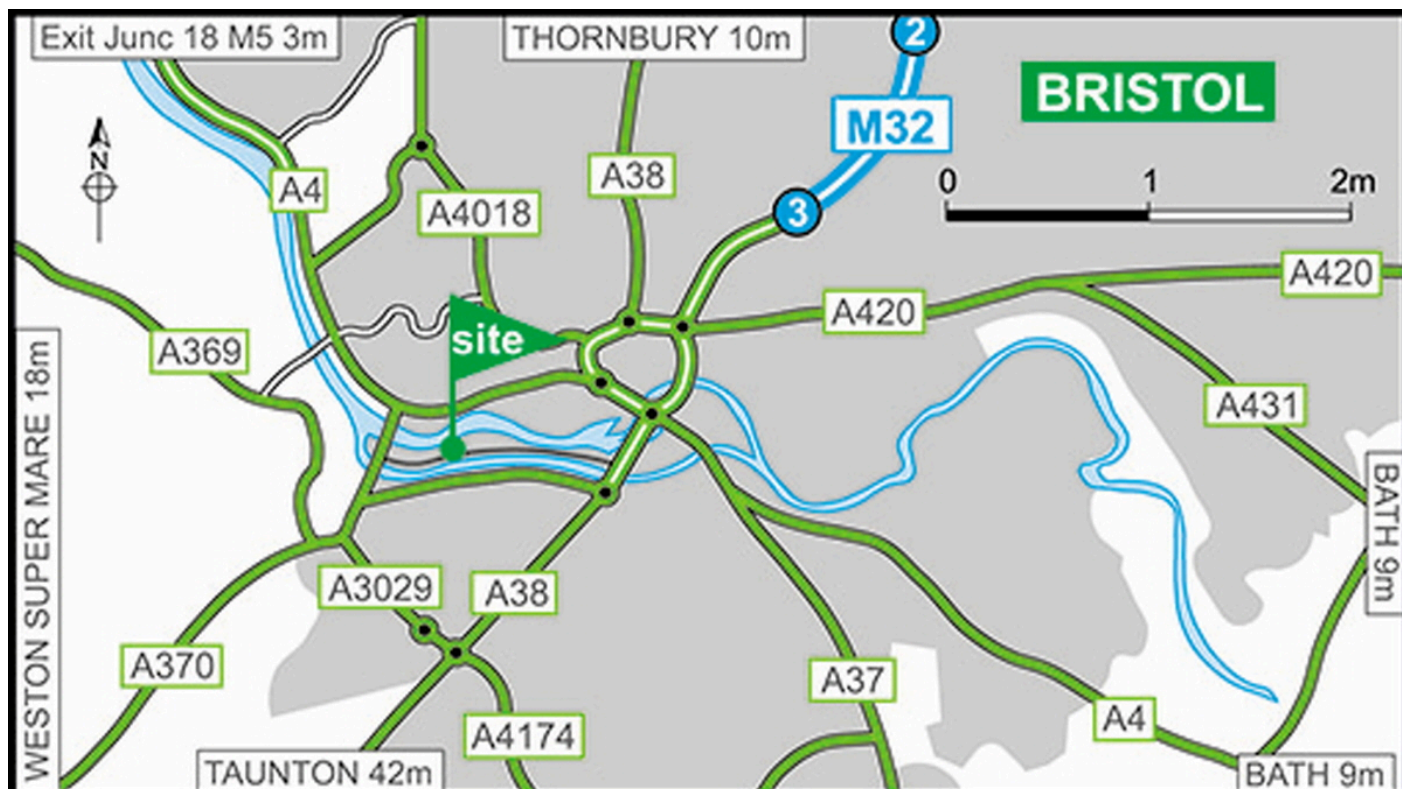 Exit Junc 18 M5 3m
THORNBURY 10m
2
BRISTOL
M32
N
A4
A38
A4018
3
0 1 2m
A420
A420
A369
site
A431
WESTON SUPER MARE 18m
BATH 9m
A3029
A38
A370
A37
A4
A4174
TAUNTON 42m
BATH 9m